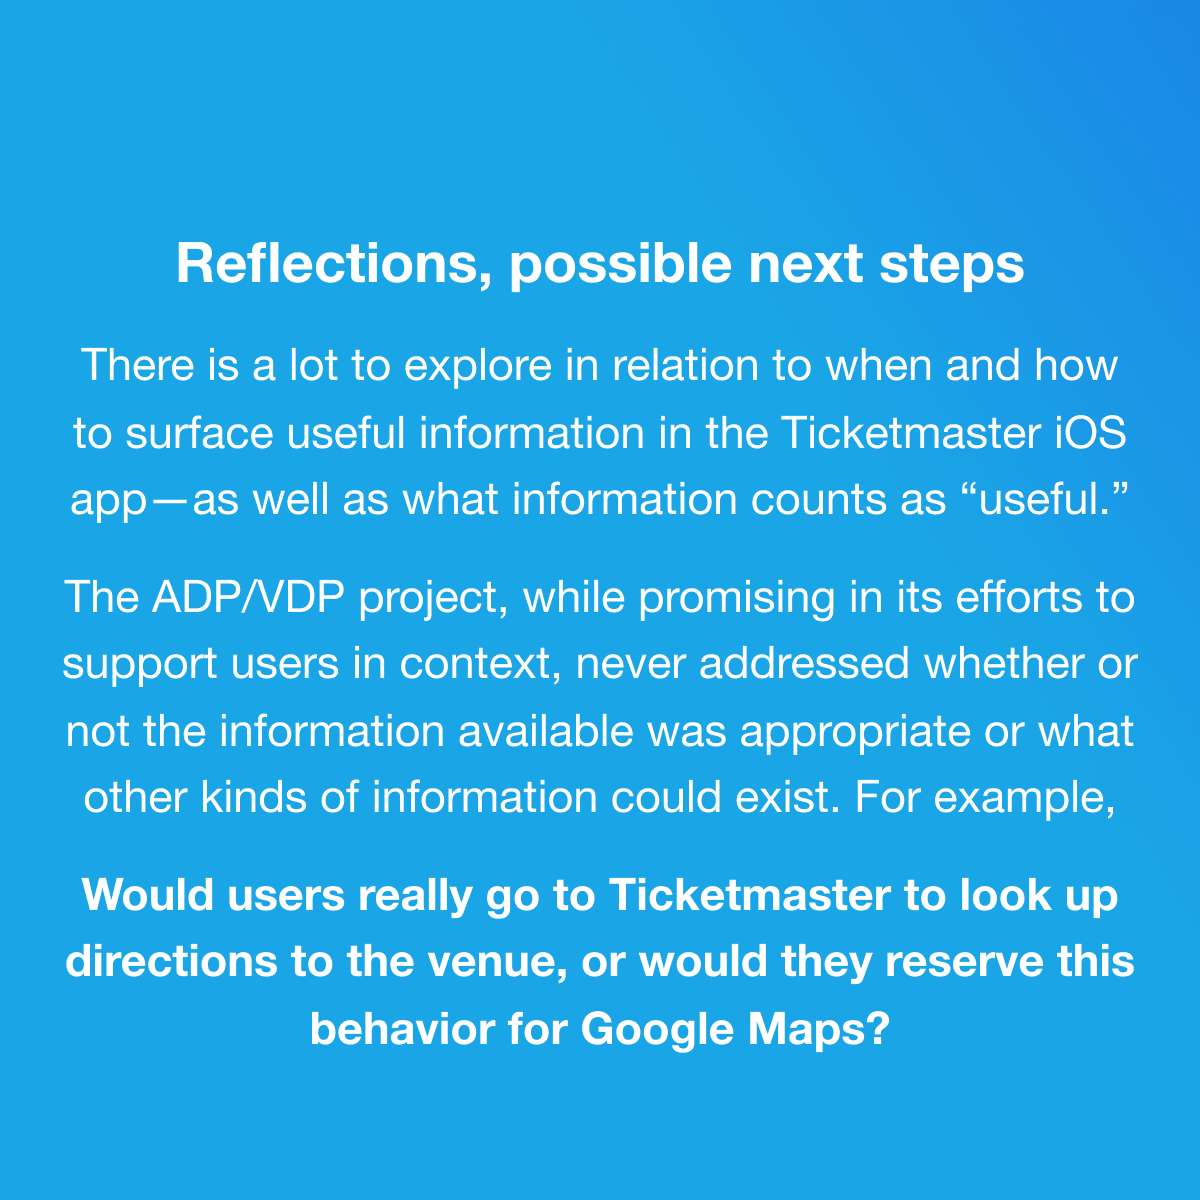 Reflections, possible next steps
There is a lot to explore in relation to when and how
to surface useful information in the Ticketmaster iOS
app—as well as what information counts as “useful.”
The ADP/VDP project, while promising in its efforts to
support users in context, never addressed whether or
not the information available was appropriate or what
other kinds of information could exist. For example,
Would users really go to Ticketmaster to look up
directions to the venue, or would they reserve this
behavior for Google Maps?